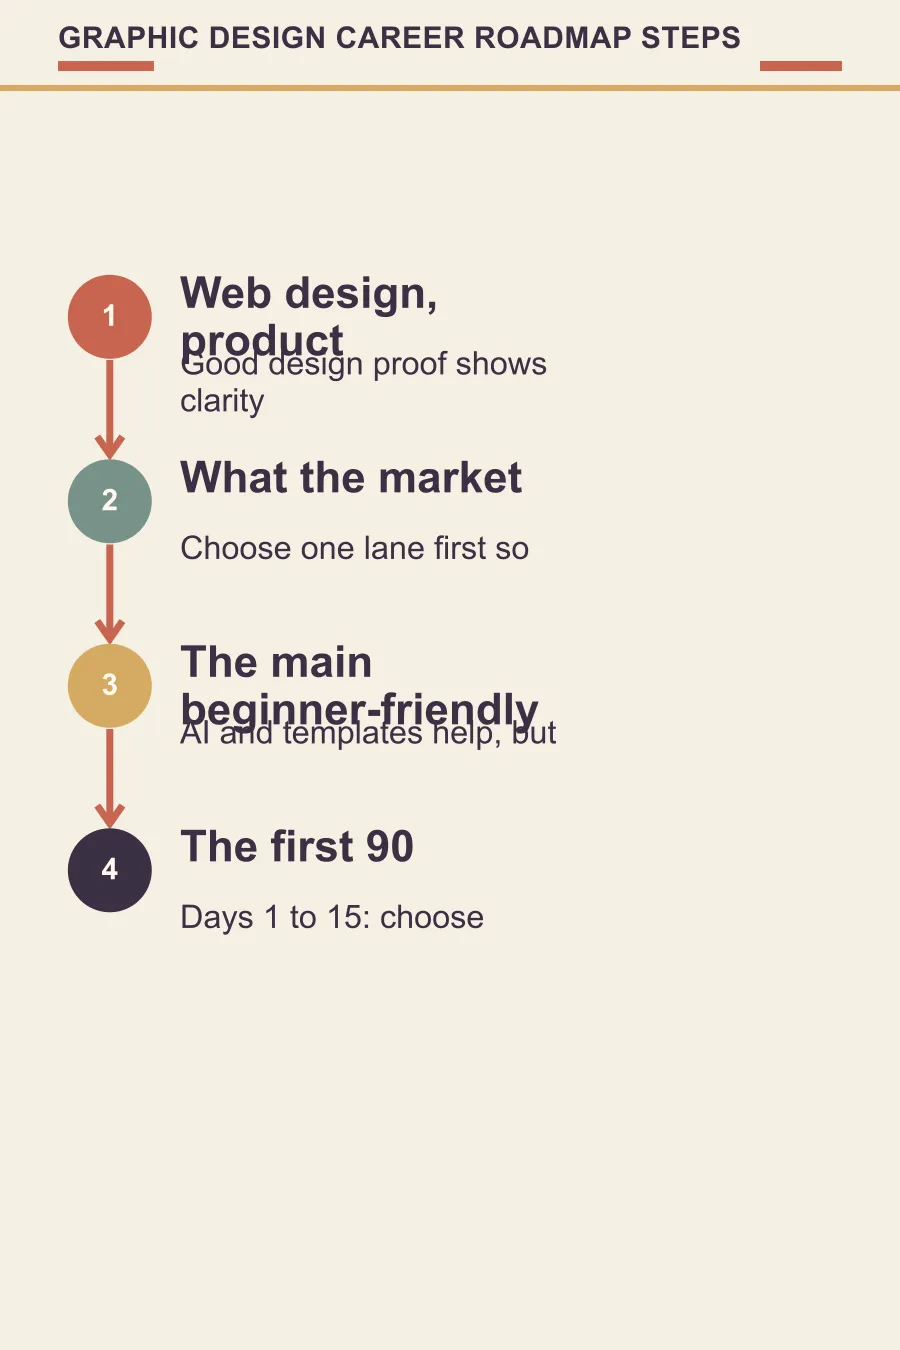 GRAPHIC DESIGN CAREER ROADMAP STEPS
1
Web design,
product
Good design proof shows
clarity
2
What the market
Choose one lane first so
3
The main
beginner-friendly
AI and templates help, but
4
The first 90
Days 1 to 15: choose